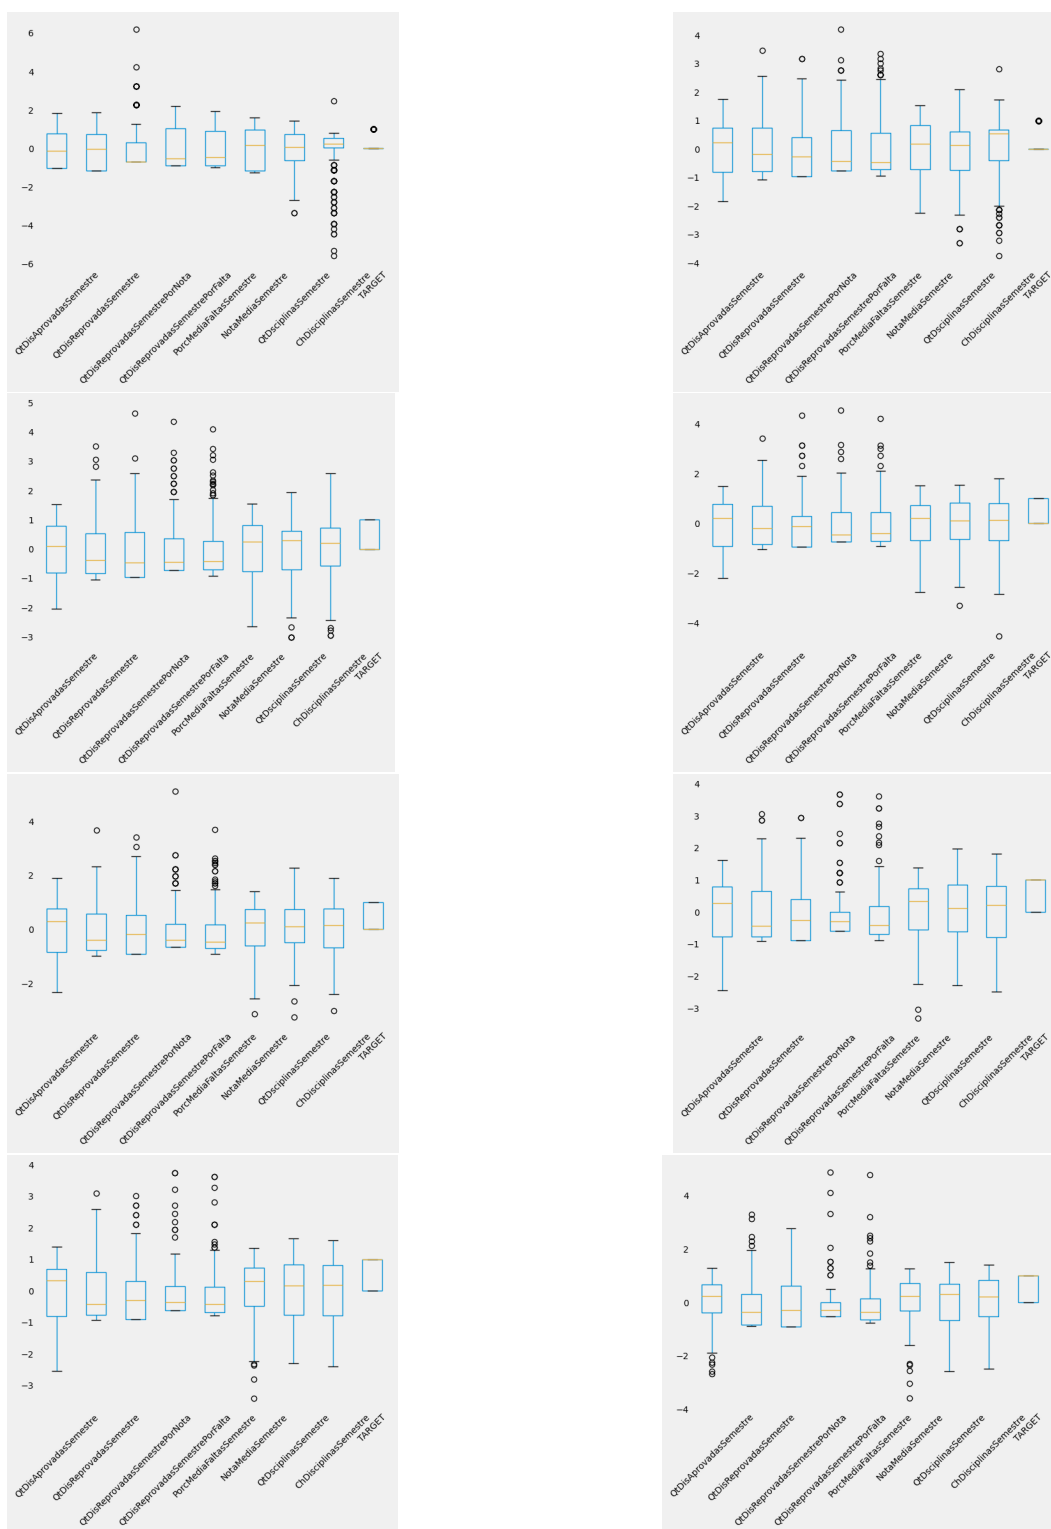 6
4
2
0
−2
−4
−6
QtDisAprovadasSemestre
QtDisReprovadasSemestre
QtDisReprovadasSemestrePorNota
QtDisReprovadasSemestrePorFalta
PorcMediaFaltasSemestre
NotaMediaSemestre
QtDsciplinasSemestre
ChDisciplinasSemestre
TARGET
4
3
2
1
0
−1
−2
−3
−4
QtDisAprovadasSemestre
QtDisReprovadasSemestre
QtDisReprovadasSemestrePorNota
QtDisReprovadasSemestrePorFalta
PorcMediaFaltasSemestre
NotaMediaSemestre
QtDsciplinasSemestre
ChDisciplinasSemestre
TARGET
5
4
3
2
1
0
−1
−2
−3
QtDisAprovadasSemestre
QtDisReprovadasSemestre
QtDisReprovadasSemestrePorNota
QtDisReprovadasSemestrePorFalta
PorcMediaFaltasSemestre
NotaMediaSemestre
QtDsciplinasSemestre
ChDisciplinasSemestre
TARGET
4
2
0
−2
−4
QtDisAprovadasSemestre
QtDisReprovadasSemestre
QtDisReprovadasSemestrePorNota
QtDisReprovadasSemestrePorFalta
PorcMediaFaltasSemestre
NotaMediaSemestre
QtDsciplinasSemestre
ChDisciplinasSemestre
TARGET
4
2
0
−2
QtDisAprovadasSemestre
QtDisReprovadasSemestre
QtDisReprovadasSemestrePorNota
QtDisReprovadasSemestrePorFalta
PorcMediaFaltasSemestre
NotaMediaSemestre
QtDsciplinasSemestre
ChDisciplinasSemestre
TARGET
4
3
2
1
0
−1
−2
−3
QtDisAprovadasSemestre
QtDisReprovadasSemestre
QtDisReprovadasSemestrePorNota
QtDisReprovadasSemestrePorFalta
PorcMediaFaltasSemestre
NotaMediaSemestre
QtDsciplinasSemestre
ChDisciplinasSemestre
TARGET
4
3
2
1
0
−1
−2
−3
QtDisAprovadasSemestre
QtDisReprovadasSemestre
QtDisReprovadasSemestrePorNota
QtDisReprovadasSemestrePorFalta
PorcMediaFaltasSemestre
NotaMediaSemestre
QtDsciplinasSemestre
ChDisciplinasSemestre
TARGET
4
2
0
−2
−4
QtDisAprovadasSemestre
QtDisReprovadasSemestre
QtDisReprovadasSemestrePorNota
QtDisReprovadasSemestrePorFalta
PorcMediaFaltasSemestre
NotaMediaSemestre
QtDsciplinasSemestre
ChDisciplinasSemestre
TARGET